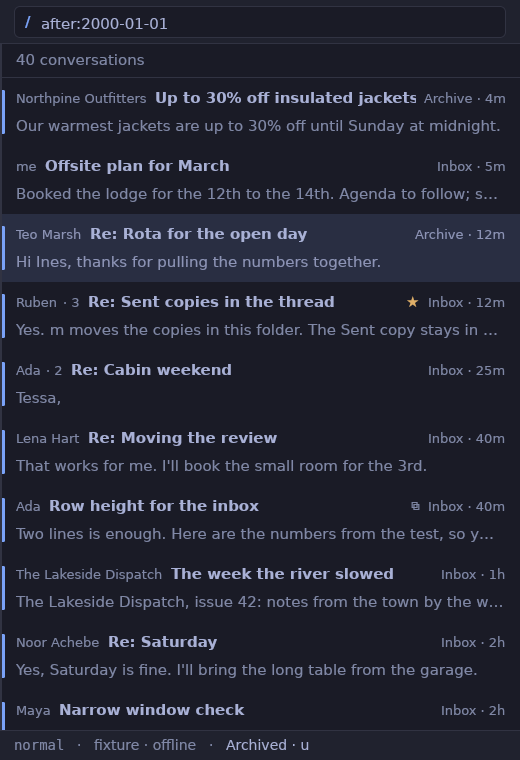 / after:2000-01-01
40 conversations
Northpine Outfitters Up to 30% off insulated jackets Archive · 4m
Our warmest jackets are up to 30% off until Sunday at midnight.
me Offsite plan for March Inbox · 5m
Booked the lodge for the 12th to the 14th. Agenda to follow; s…
Teo Marsh Re: Rota for the open day Archive · 12m
Hi Ines, thanks for pulling the numbers together.
Ruben · 3 Re: Sent copies in the thread ★ Inbox · 12m
Yes. m moves the copies in this folder. The Sent copy stays in …
Ada · 2 Re: Cabin weekend Inbox · 25m
Tessa,
Lena Hart Re: Moving the review Inbox · 40m
That works for me. I'll book the small room for the 3rd.
Ada Row height for the inbox Inbox · 40m
Two lines is enough. Here are the numbers from the test, so y…
The Lakeside Dispatch The week the river slowed Inbox · 1h
The Lakeside Dispatch, issue 42: notes from the town by the w…
Noor Achebe Re: Saturday Inbox · 2h
Yes, Saturday is fine. I'll bring the long table from the garage.
Maya Narrow window check Inbox · 2h
normal · fixture · offline · Archived · u